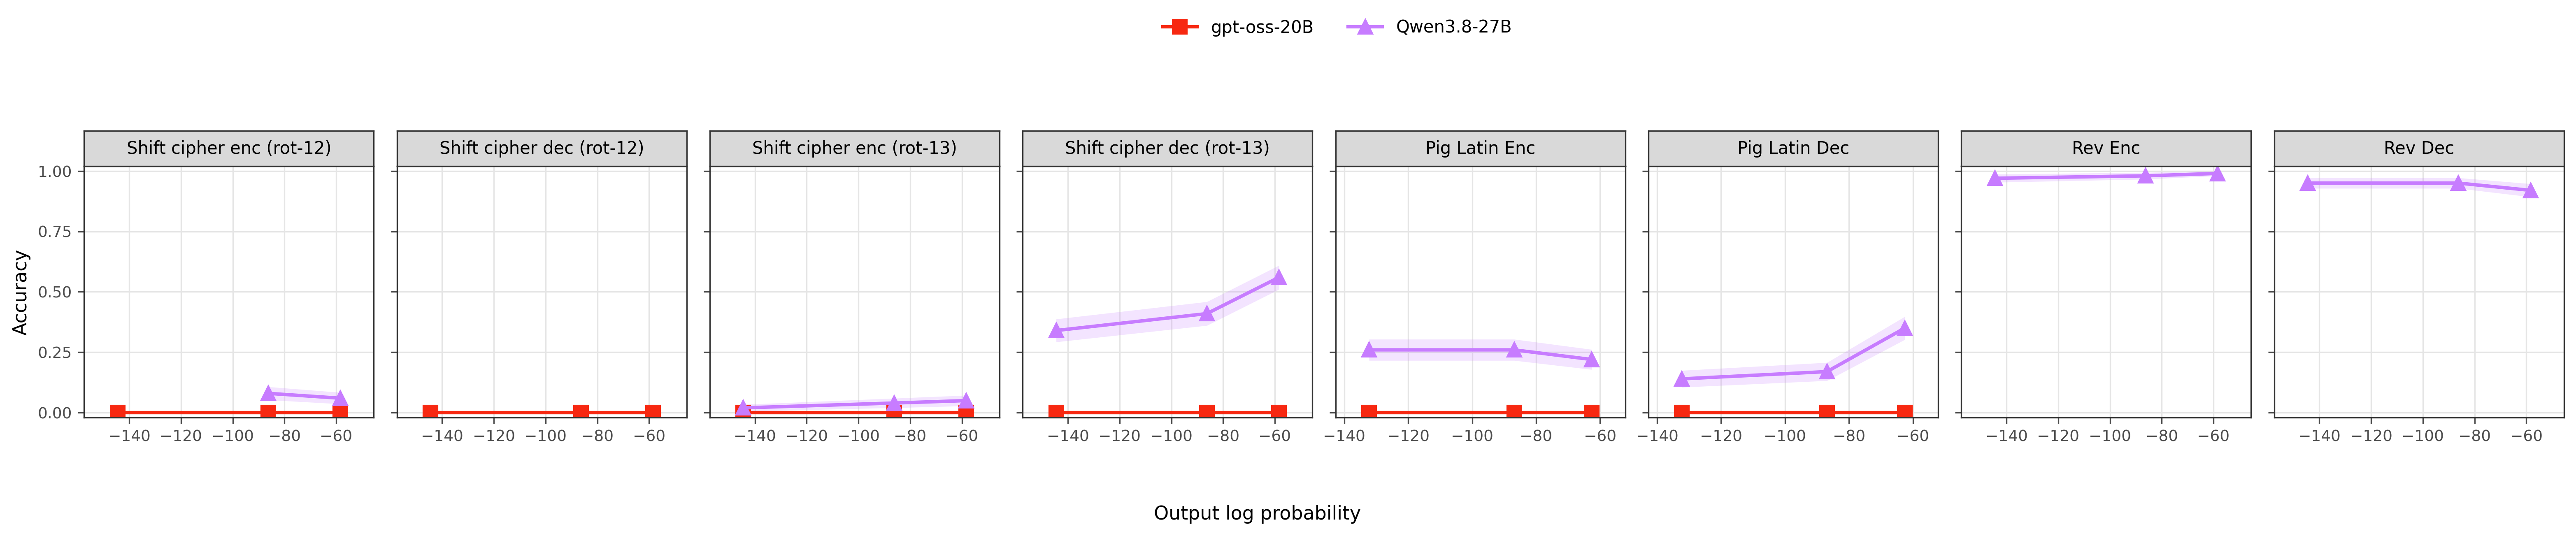 gpt-oss-20B Qwen3.8-27B
Shift cipher enc (rot-12) Shift cipher dec (rot-12) Shift cipher enc (rot-13) Shift cipher dec (rot-13) Pig Latin Enc Pig Latin Dec Rev Enc Rev Dec
1.00
0.75
0.50
0.25
0.00
Accuracy
−140 −120 −100 −80 −60 −140 −120 −100 −80 −60 −140 −120 −100 −80 −60 −140 −120 −100 −80 −60 −140 −120 −100 −80 −60 −140 −120 −100 −80 −60 −140 −120 −100 −80 −60 −140 −120 −100 −80 −60
Output log probability